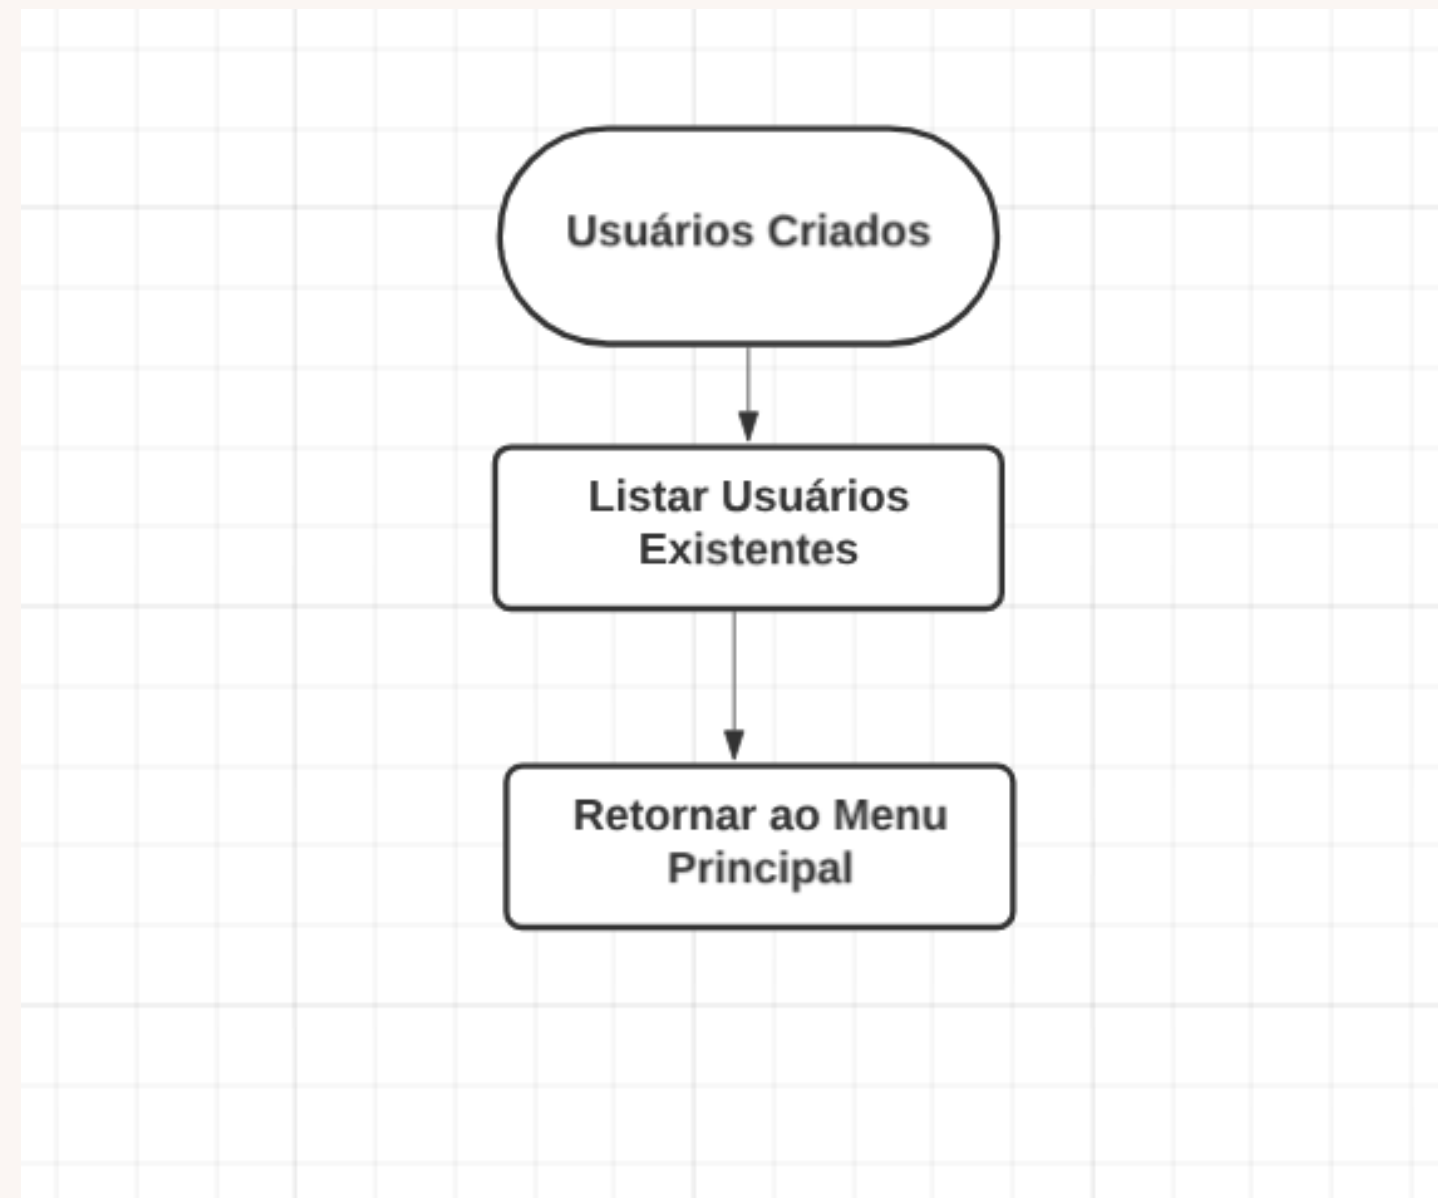 Usuários Criados
Listar Usuários
Existentes
Retornar ao Menu
Principal